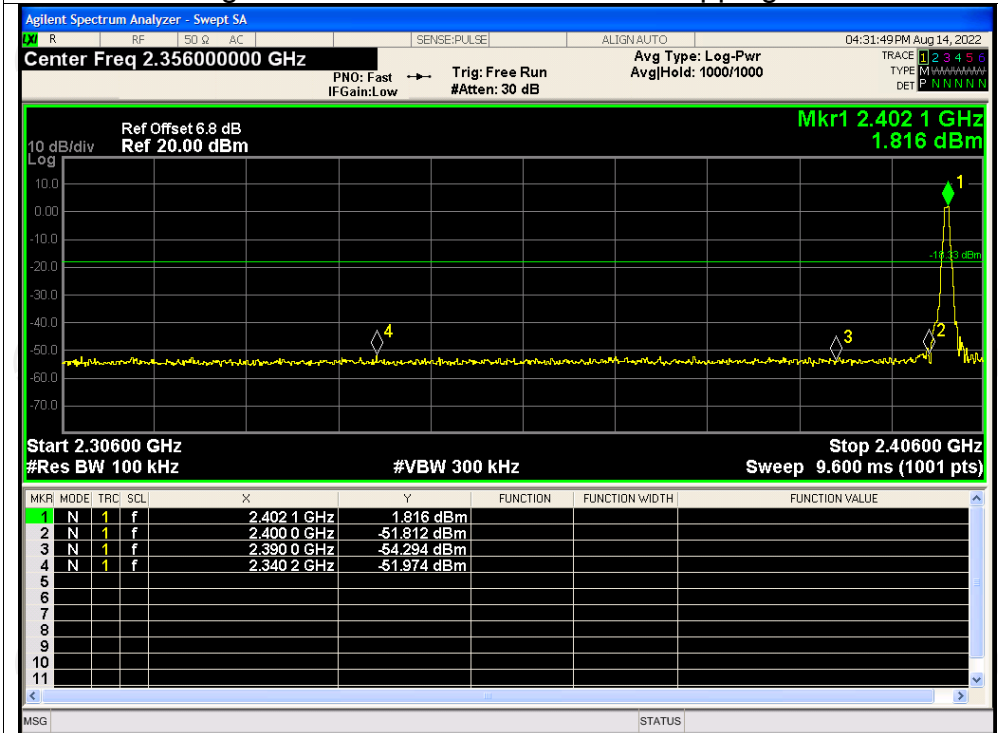 Agilent Spectrum Analyzer - Swept SA
LXI R RF 50 Ω AC SENSE:PULSE ALIGN AUTO 04:31:49 PM Aug 14, 2022
Center Freq 2.356000000 GHz
PNO: Fast Trig: Free Run
IFGain:Low #Atten: 30 dB
Avg Type: Log-Pwr
Avg|Hold: 1000/1000
TRACE 1 2 3 4 5 6
TYPE M W W W W W
DET P N N N N N
Mkr1 2.402 1 GHz
1.816 dBm
Ref Offset 6.8 dB
10 dB/div Ref 20.00 dBm
Log
10.0
0.00
-10.0
-20.0
-30.0
-40.0
-50.0
-60.0
-70.0
1
2
3
4
Start 2.30600 GHz Stop 2.40600 GHz
#Res BW 100 kHz #VBW 300 kHz Sweep 9.600 ms (1001 pts)
MKR MODE TRC SCL X Y FUNCTION FUNCTION WIDTH FUNCTION VALUE
1 N 1 f 2.402 1 GHz 1.816 dBm
2 N 1 f 2.400 0 GHz -51.812 dBm
3 N 1 f 2.390 0 GHz -54.294 dBm
4 N 1 f 2.340 2 GHz -51.974 dBm
5
6
7
8
9
10
11
MSG STATUS